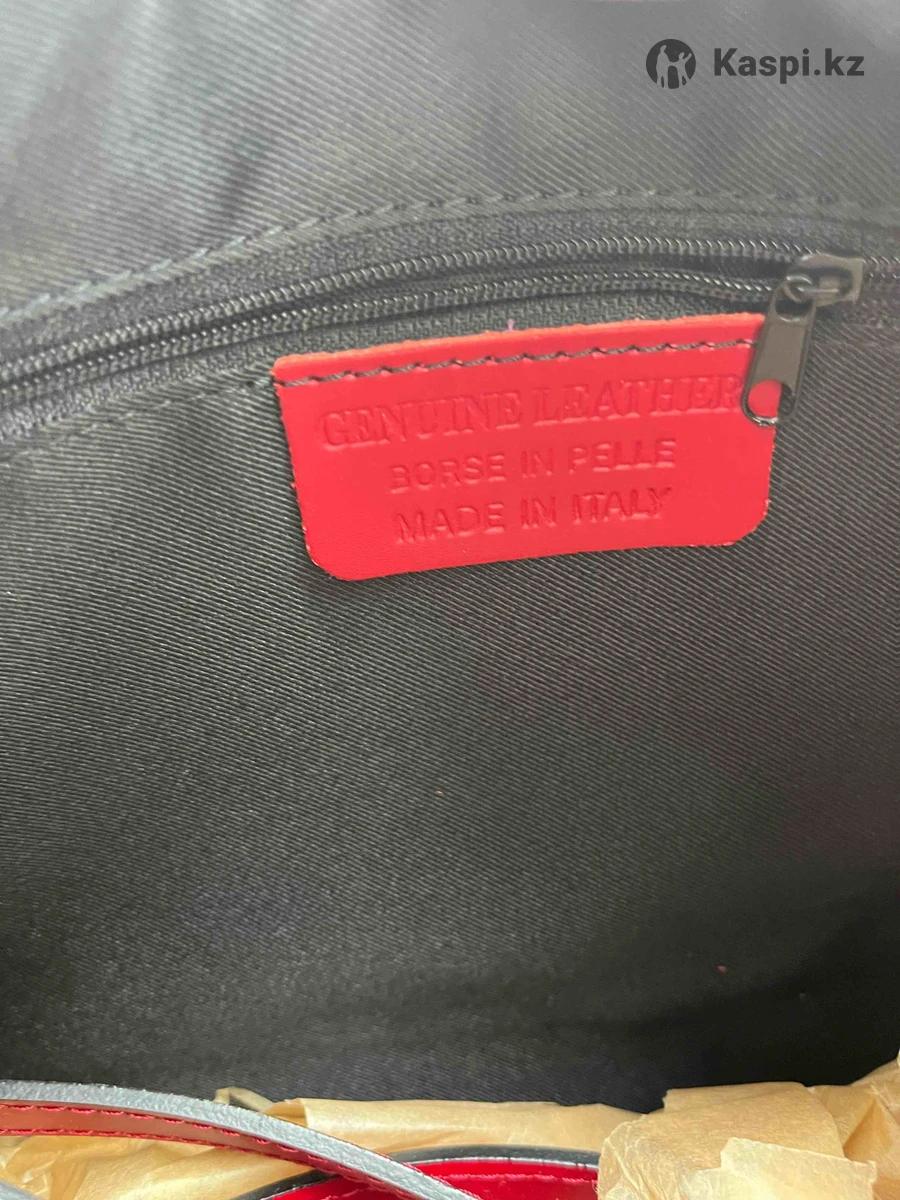 Kaspi.kz
GENUINE LEATHER
BORSE IN PELLE
MADE IN ITALY